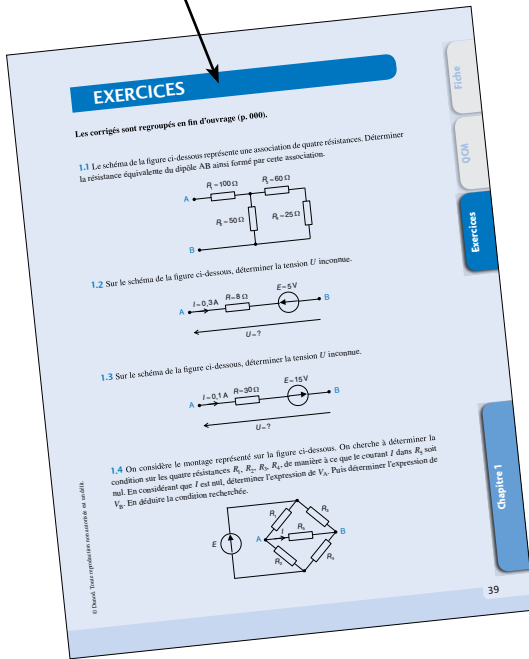 EXERCICES
Les corrigés sont regroupés en fin d'ouvrage (p. 000).
1.1 Le schéma de la figure ci-dessous représente une association de quatre résistances. Déterminer
la résistance équivalente du dipôle AB ainsi formé par cette association.
R₁=100 Ω
R₃=60 Ω
A
R₂=50 Ω
R₄=25 Ω
B
1.2 Sur le schéma de la figure ci-dessous, déterminer la tension U inconnue.
I=0,3A R=8 Ω E=5V
A B
U=?
1.3 Sur le schéma de la figure ci-dessous, déterminer la tension U inconnue.
I=0,1A R=30Ω E=15V
A B
U=?
1.4 On considère le montage représenté sur la figure ci-dessous. On cherche à déterminer la
condition sur les quatre résistances R₁, R₂, R₃, R₄, de manière à ce que le courant I dans R₅ soit
nul. En considérant que I est nul, déterminer l'expression de V_A. Puis déterminer l'expression de
V_B. En déduire la condition recherchée.
R₁ R₃
E A I R₅ B
R₂ R₄
© Dunod. Toute reproduction non autorisée est un délit.
Fiche
QCM
Exercices
Chapitre 1
39